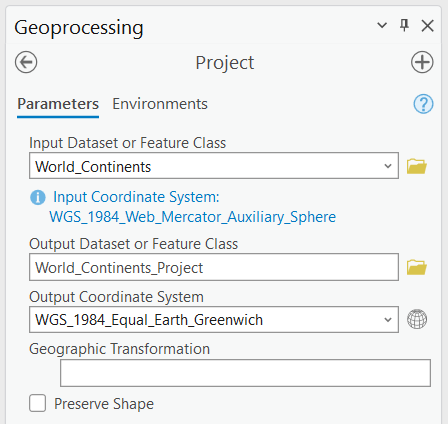 Geoprocessing
Project
Parameters Environments
Input Dataset or Feature Class
World_Continents
Input Coordinate System:
WGS_1984_Web_Mercator_Auxiliary_Sphere
Output Dataset or Feature Class
World_Continents_Project
Output Coordinate System
WGS_1984_Equal_Earth_Greenwich
Geographic Transformation
Preserve Shape